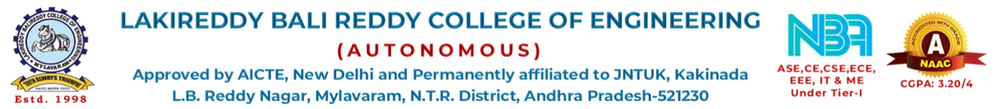 LAKIREDDY BALIREDDY COLLEGE OF ENGINEERING
* MYLAVARAM *
TRUTH ALWAYS TRIUMPHS
HARD WORK PAYS
Estd. 1998
LAKIREDDY BALI REDDY COLLEGE OF ENGINEERING
(AUTONOMOUS)
Approved by AICTE, New Delhi and Permanently affiliated to JNTUK, Kakinada
L.B. Reddy Nagar, Mylavaram, N.T.R. District, Andhra Pradesh-521230
NBA
ASE,CE,CSE,ECE,
EEE, IT & ME
Under Tier-I
ACCREDITED WITH GRADE
A
NAAC
CGPA: 3.20/4